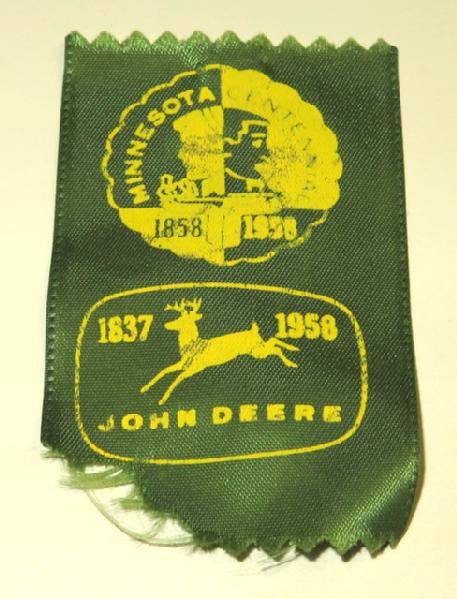 MINNESOTA CENTENNIAL
1858 1958
1837 1958
JOHN DEERE